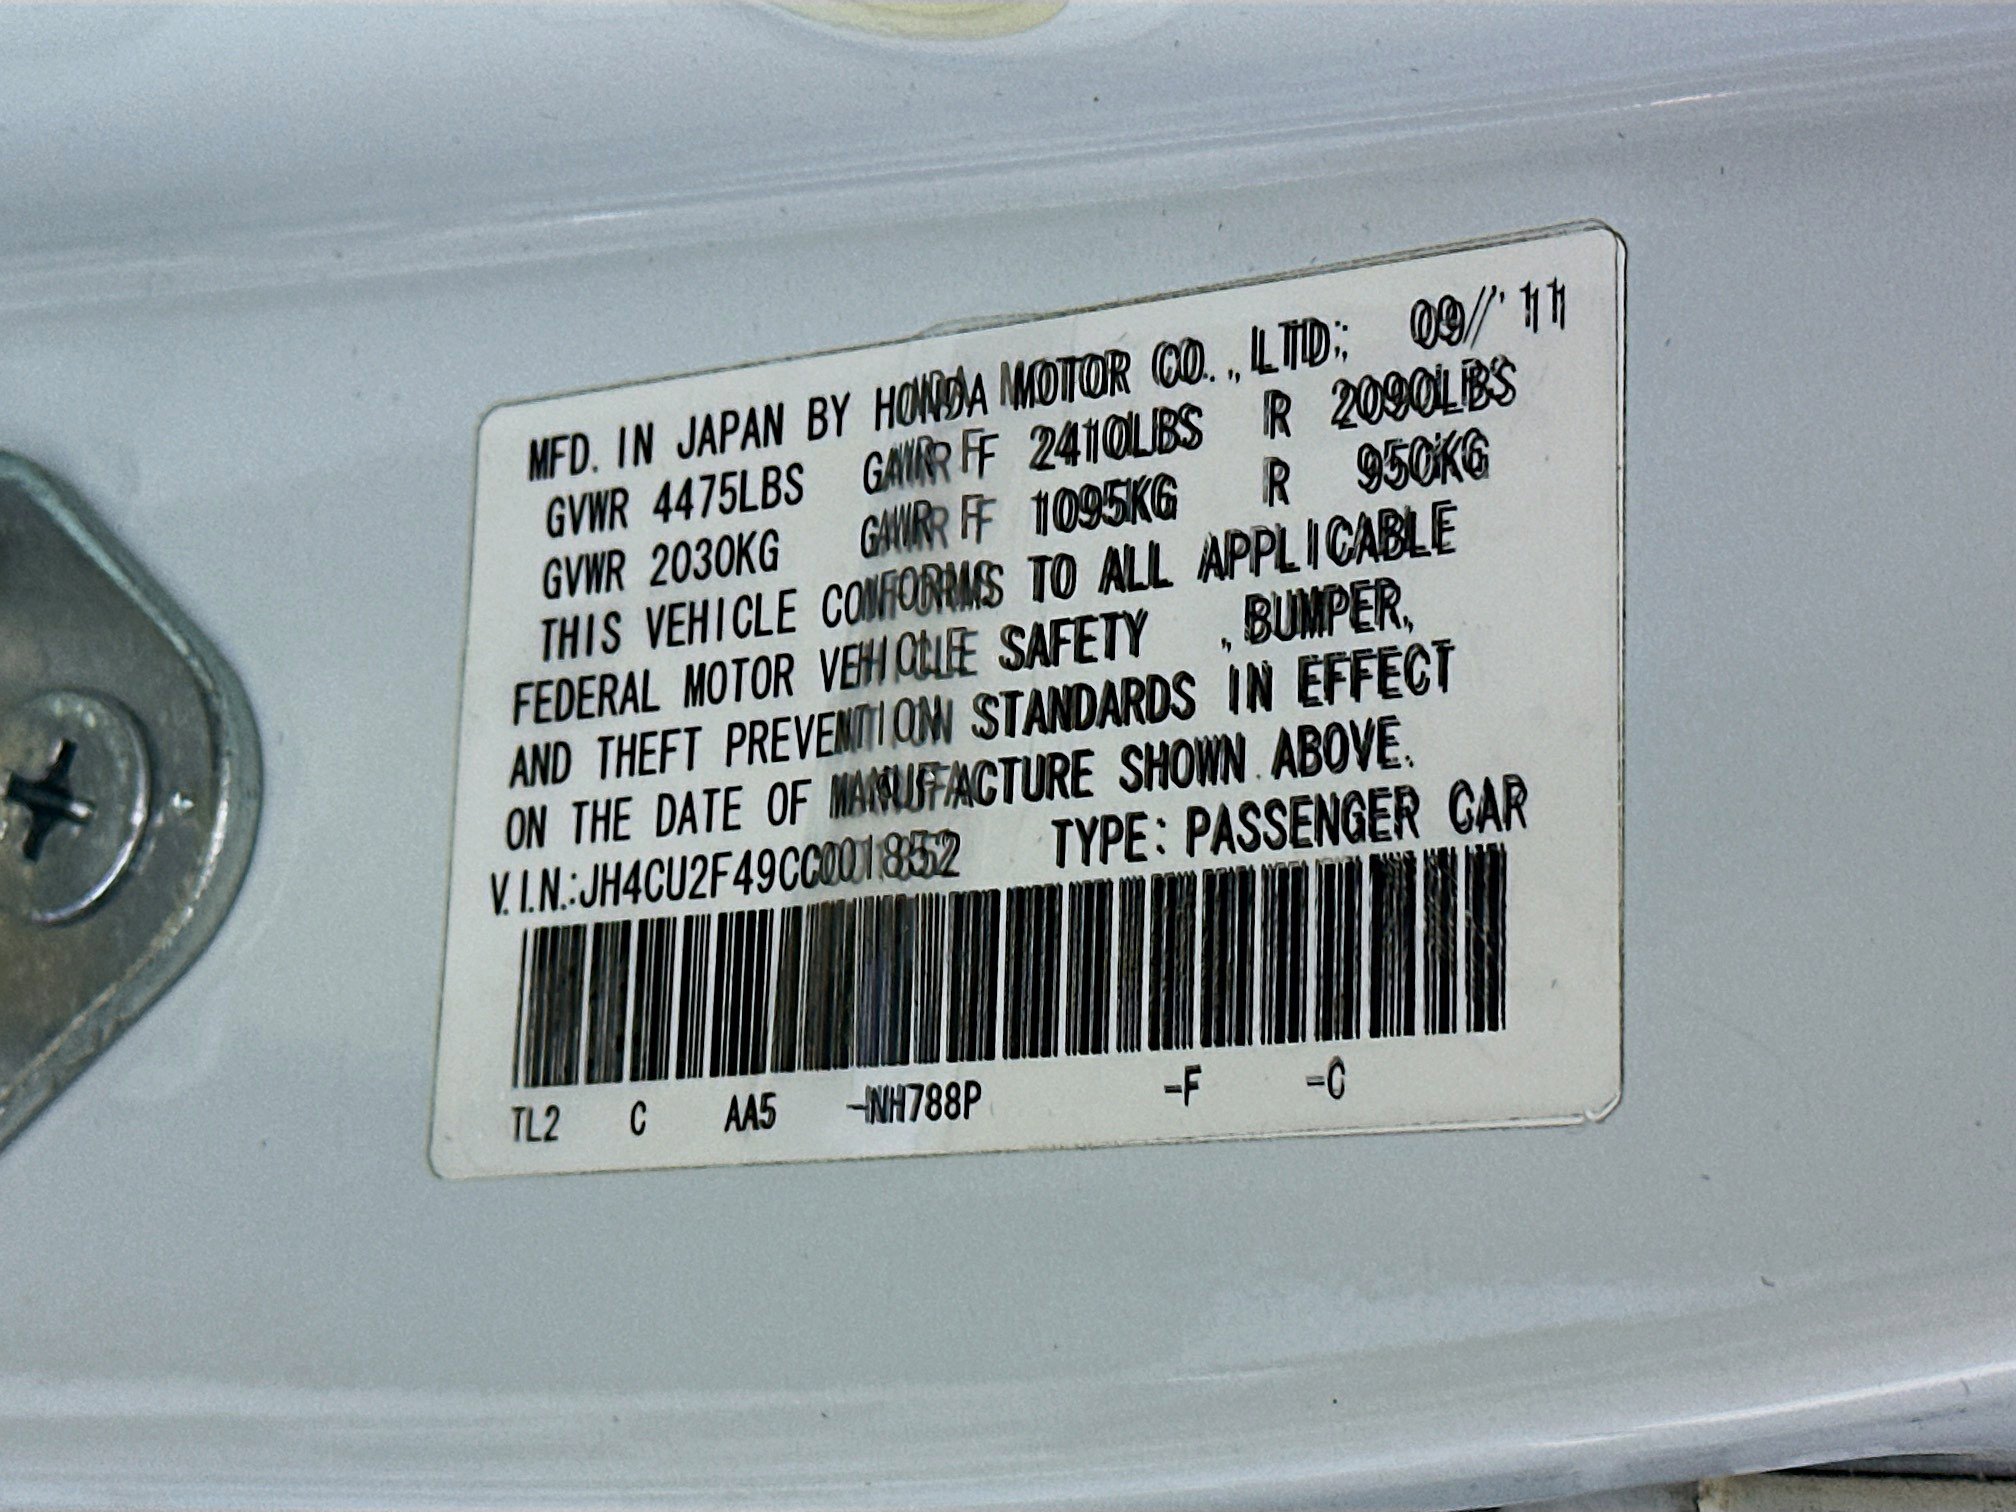 MFD. IN JAPAN BY HONDA MOTOR CO., LTD; 09/'11
GVWR 4475LBS GAWR F 2410LBS R 2090LBS
GVWR 2030KG GAWR F 1095KG R 950KG
THIS VEHICLE CONFORMS TO ALL APPLICABLE
FEDERAL MOTOR VEHICLE SAFETY , BUMPER,
AND THEFT PREVENTION STANDARDS IN EFFECT
ON THE DATE OF MANUFACTURE SHOWN ABOVE.
V.I.N.:JH4CU2F49CC001852 TYPE:PASSENGER CAR
TL2 C AA5 -NH788P -F -C